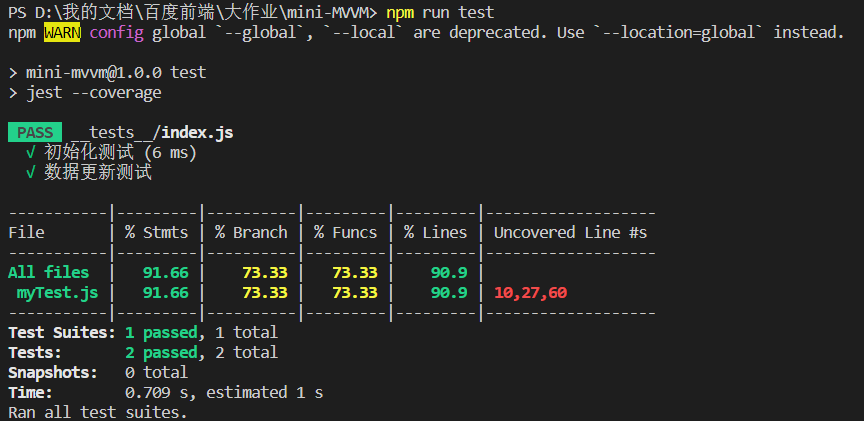 PS D:\我的文档\百度前端\大作业\mini-MVVM> npm run test
npm WARN config global `--global`, `--local` are deprecated. Use `--location=global` instead.
> mini-mvvm@1.0.0 test
> jest --coverage
PASS __tests__/index.js
√ 初始化测试 (6 ms)
√ 数据更新测试
-----------|---------|----------|---------|---------|-------------------
File       | % Stmts | % Branch | % Funcs | % Lines | Uncovered Line #s
-----------|---------|----------|---------|---------|-------------------
All files  |   91.66 |    73.33 |   73.33 |    90.9 |
 myTest.js |   91.66 |    73.33 |   73.33 |    90.9 | 10,27,60
-----------|---------|----------|---------|---------|-------------------
Test Suites: 1 passed, 1 total
Tests:       2 passed, 2 total
Snapshots:   0 total
Time:        0.709 s, estimated 1 s
Ran all test suites.